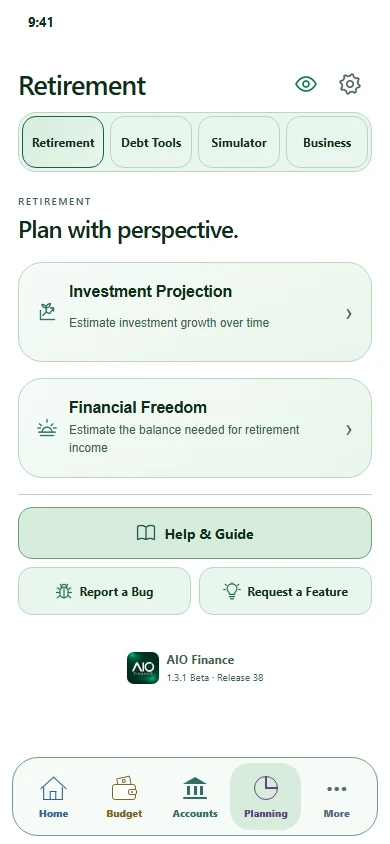 9:41
Retirement
Retirement
Debt Tools
Simulator
Business
RETIREMENT
Plan with perspective.
Investment Projection
Estimate investment growth over time
Financial Freedom
Estimate the balance needed for retirement
income
Help & Guide
Report a Bug
Request a Feature
AIO
FINANCE
AIO Finance
1.3.1 Beta · Release 38
Home
Budget
Accounts
Planning
More